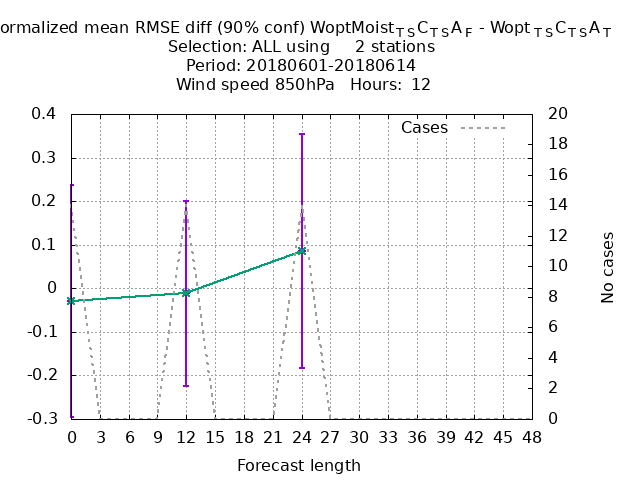 ormalized mean RMSE diff (90% conf) WoptMoist_TS C_TS A_F - Wopt_TS C_TS A_T
Selection: ALL using 2 stations
Period: 20180601-20180614
Wind speed 850hPa Hours: 12
0.4
0.3
0.2
0.1
0
-0.1
-0.2
-0.3
Cases
20
18
16
14
12
10
8
6
4
2
0
No cases
0 3 6 9 12 15 18 21 24 27 30 33 36 39 42 45 48
Forecast length